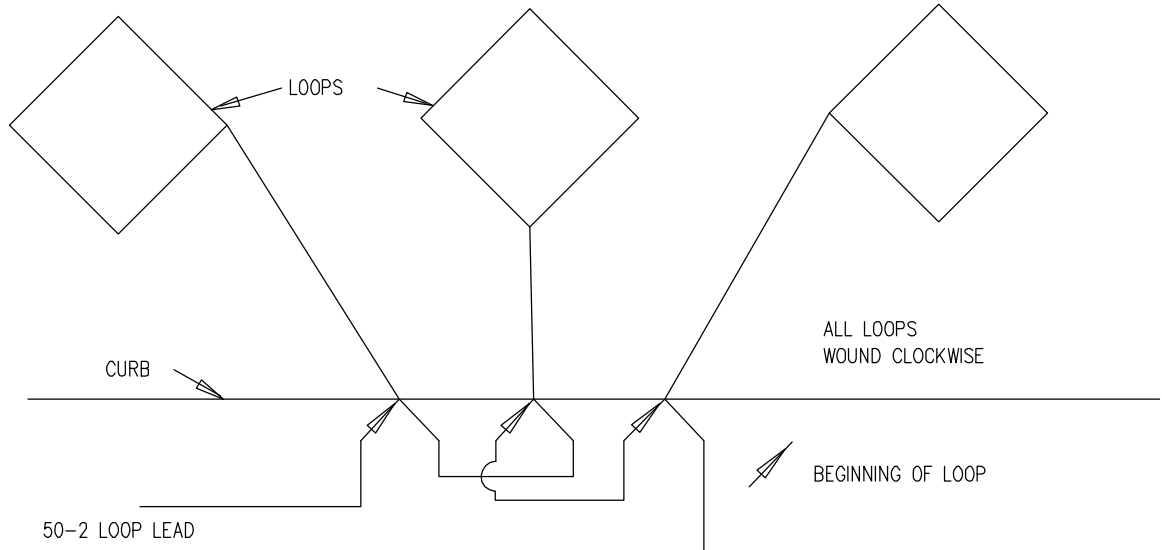 LOOPS
ALL LOOPS
WOUND CLOCKWISE
CURB
BEGINNING OF LOOP
50-2 LOOP LEAD